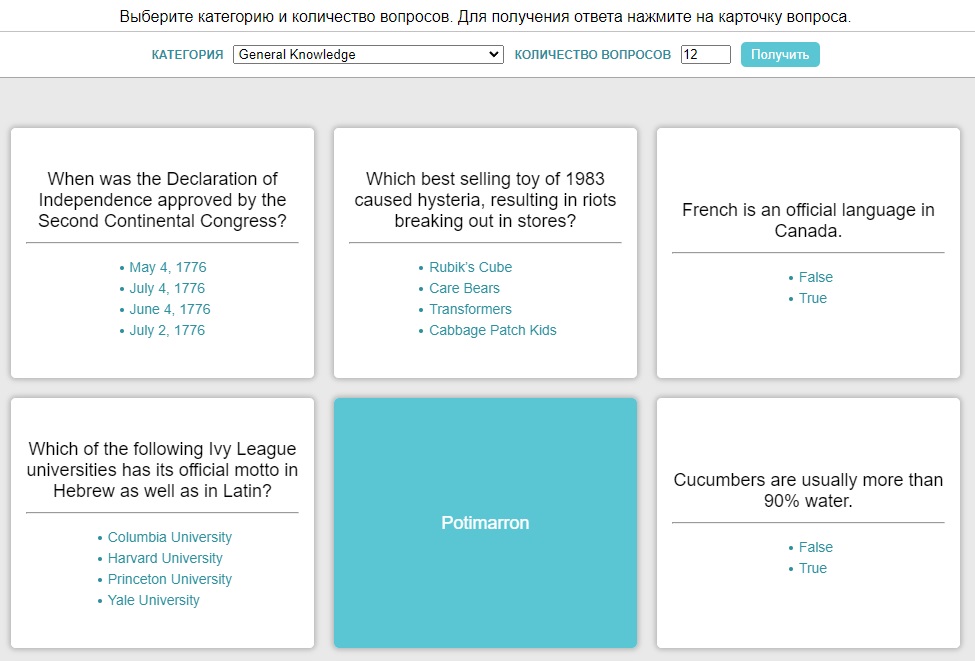 Выберите категорию и количество вопросов. Для получения ответа нажмите на карточку вопроса.
КАТЕГОРИЯ General Knowledge КОЛИЧЕСТВО ВОПРОСОВ 12 Получить
When was the Declaration of
Independence approved by the
Second Continental Congress?
May 4, 1776
July 4, 1776
June 4, 1776
July 2, 1776
Which best selling toy of 1983
caused hysteria, resulting in riots
breaking out in stores?
Rubik's Cube
Care Bears
Transformers
Cabbage Patch Kids
French is an official language in
Canada.
False
True
Which of the following Ivy League
universities has its official motto in
Hebrew as well as in Latin?
Columbia University
Harvard University
Princeton University
Yale University
Potimarron
Cucumbers are usually more than
90% water.
False
True